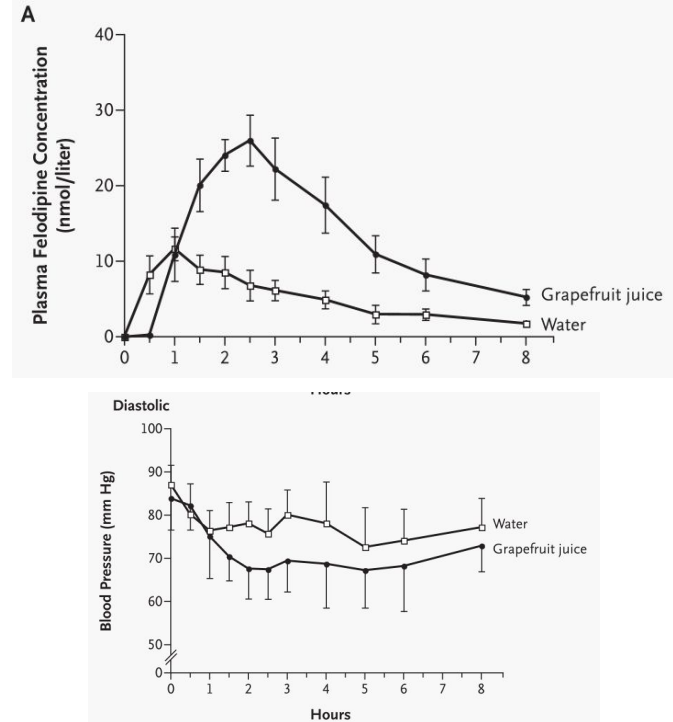 A
Plasma Felodipine Concentration
(nmol/liter)
40
30
20
10
0
Grapefruit juice
Water
0 1 2 3 4 5 6 7 8
Hours
Diastolic
Blood Pressure (mm Hg)
100
90
80
70
60
50
0
Water
Grapefruit juice
0 1 2 3 4 5 6 7 8
Hours